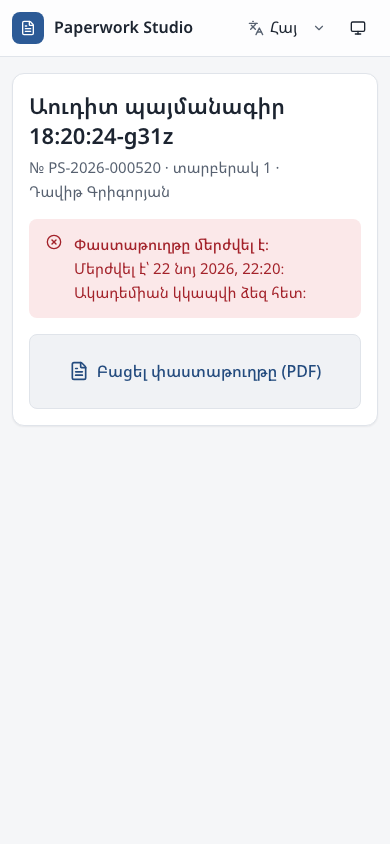 Paperwork Studio
Հայ
Աուդիտ պայմանագիր
18:20:24-g31z
№ PS-2026-000520 · տարբերակ 1 ·
Դավիթ Գրիգորյան
Փաստաթուղթը մերժվել է։
Մերժվել է՝ 22 նոյ 2026, 22:20։
Ակադեմիան կկապվի ձեզ հետ։
Բացել փաստաթուղթը (PDF)